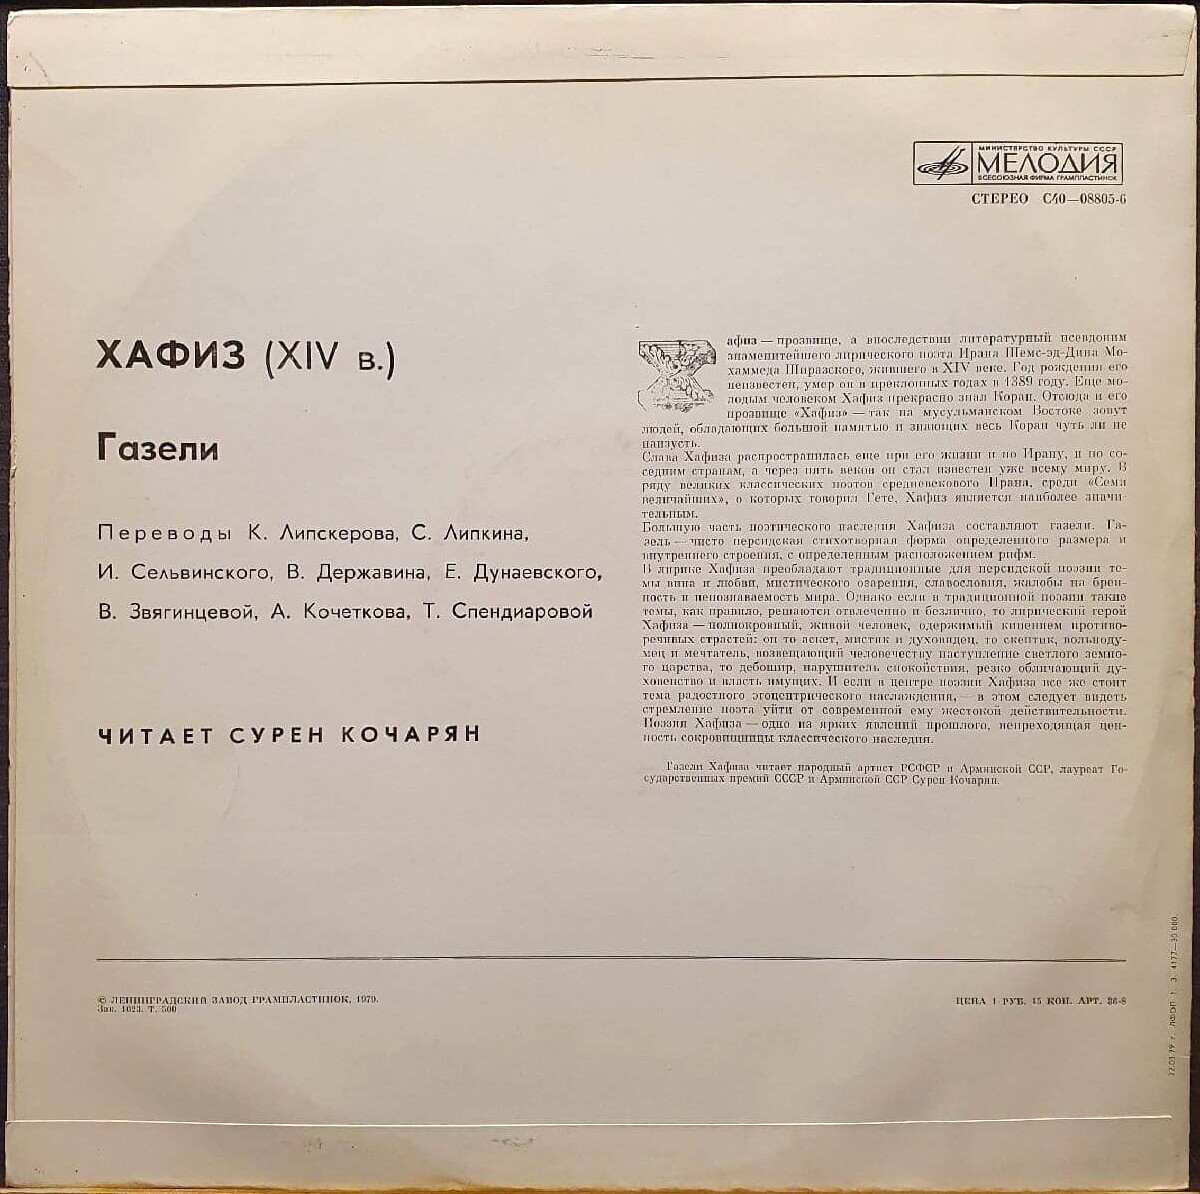 МИНИСТЕРСТВО КУЛЬТУРЫ СССР
МЕЛОДИЯ
ВСЕСОЮЗНАЯ ФИРМА ГРАМПЛАСТИНОК
СТЕРЕО С40—08805-6
ХАФИЗ (XIV в.)
Газели
Переводы К. Липскерова, С. Липкина,
И. Сельвинского, В. Державина, Е. Дунаевского,
В. Звягинцевой, А. Кочеткова, Т. Спендиаровой
ЧИТАЕТ СУРЕН КОЧАРЯН
Хафиз — прозвище, а впоследствии литературный псевдоним
знаменитейшего лирического поэта Ирана Шемс-эд-Дина Мо-
хаммеда Ширазского, жившего в XIV веке. Год рождения его
неизвестен, умер он в преклонных годах в 1389 году. Еще мо-
лодым человеком Хафиз прекрасно знал Коран. Отсюда и его
прозвище «Хафиз» — так на мусульманском Востоке зовут
людей, обладающих большой памятью и знающих весь Коран чуть ли не
наизусть.
Слава Хафиза распространилась еще при его жизни и по Ирану, и по со-
седним странам, а через пять веков он стал известен уже всему миру. В
ряду великих классических поэтов средневекового Ирана, среди «Семи
величайших», о которых говорил Гете, Хафиз является наиболее значи-
тельным.
Большую часть поэтического наследия Хафиза составляют газели. Га-
зель — чисто персидская стихотворная форма определенного размера и
внутреннего строения, с определенным расположением рифм.
В лирике Хафиза преобладают традиционные для персидской поэзии те-
мы вина и любви, мистического озарения, славословия, жалобы на брен-
ность и непознаваемость мира. Однако если в традиционной поэзии такие
темы, как правило, решаются отвлеченно и безлично, то лирический герой
Хафиза — полнокровный, живой человек, одержимый кипением противо-
речивых страстей: он то аскет, мистик и духовидец, то скептик, вольноду-
мец и мечтатель, возвещающий человечеству наступление светлого земно-
го царства, то дебошир, нарушитель спокойствия, резко обличающий ду-
ховенство и власть имущих. И если в центре поэзии Хафиза все же стоит
тема радостного эгоцентрического наслаждения, — в этом следует видеть
стремление поэта уйти от современной ему жестокой действительности.
Поэзия Хафиза — одно из ярких явлений прошлого, непреходящая цен-
ность сокровищницы классического наследия.
Газели Хафиза читает народный артист РСФСР и Армянской ССР, лауреат Го-
сударственных премий СССР и Армянской ССР Сурен Кочарян.
© ЛЕНИНГРАДСКИЙ ЗАВОД ГРАМПЛАСТИНОК, 1979.
Зак. 1023. Т. 500
ЦЕНА 1 РУБ. 45 КОП. АРТ. 36-8
22.03.79 г. ЛФОП 1 З. 4177—30.000.